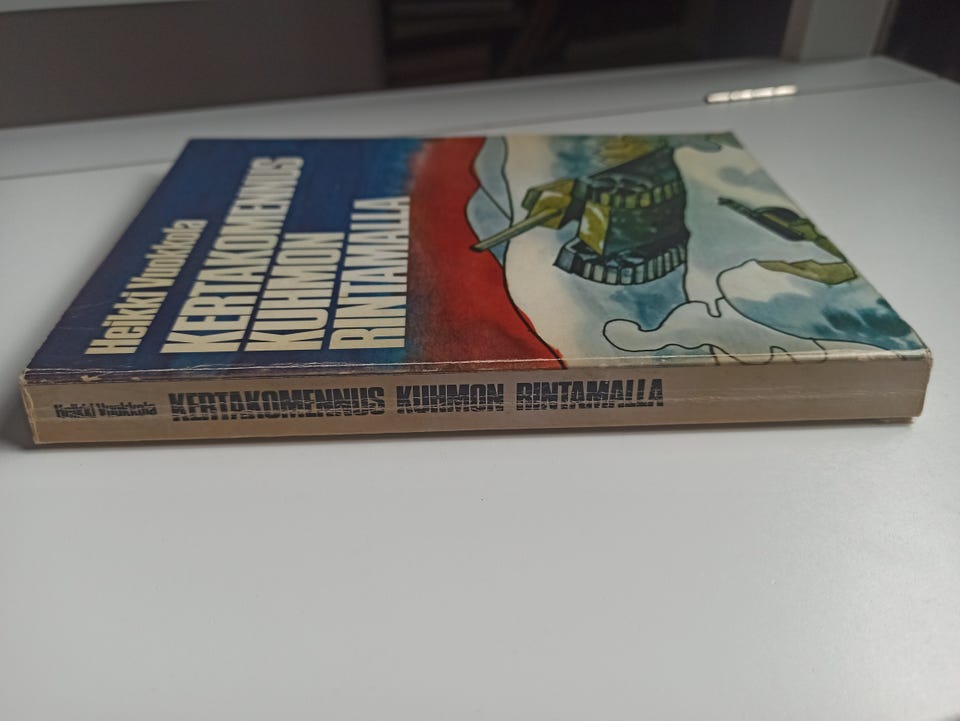 Heikki Vuokkola
KERTAKOMENNUS
KUHMON
RINTAMALLA
Heikki Vuokkola KERTAKOMENNUS KUHMON RINTAMALLA